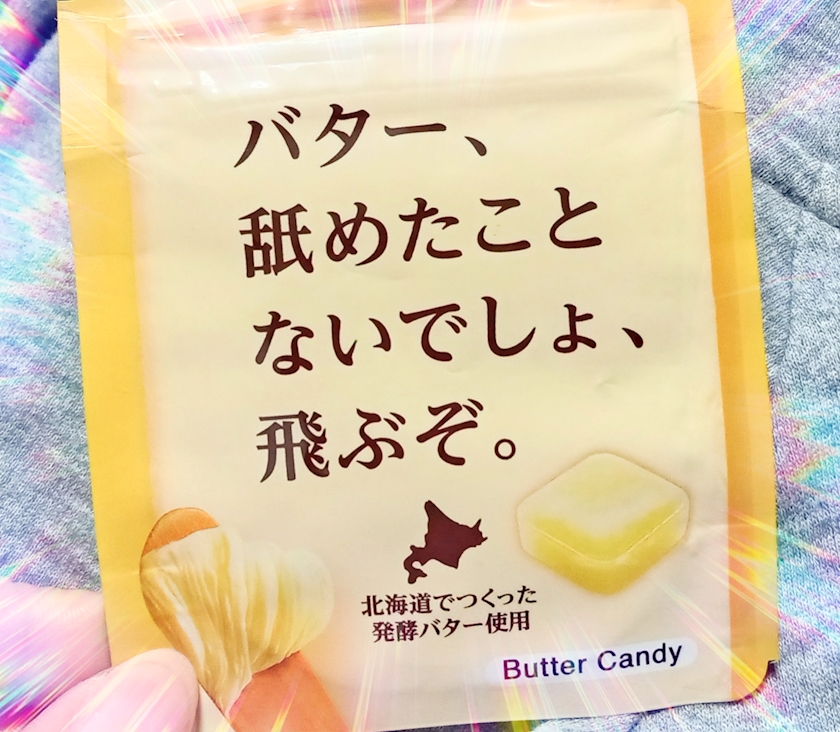 バター、
舐めたこと
ないでしょ、
飛ぶぞ。
北海道でつくった
発酵バター使用
Butter Candy